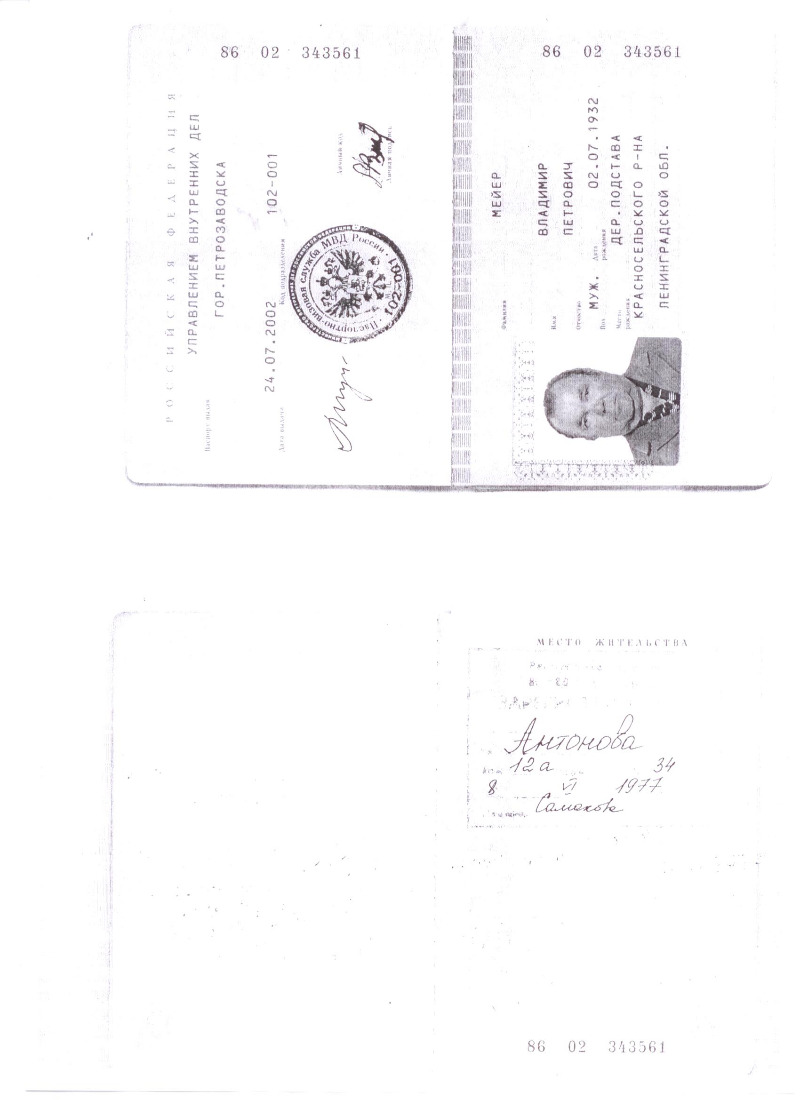 86 02 343561
РОССИЙСКАЯ ФЕДЕРАЦИЯ
Паспорт выдан
УПРАВЛЕНИЕМ ВНУТРЕННИХ ДЕЛ
ГОР.ПЕТРОЗАВОДСКА
Дата выдачи 24.07.2002 Код подразделения 102-001
Паспортно-визовая служба МВД России · 102-001
Личный код
Личная подпись
86 02 343561
Фамилия МЕЙЕР
Имя ВЛАДИМИР
Отчество ПЕТРОВИЧ
Пол МУЖ. Дата рождения 02.07.1932
Место рождения ДЕР.ПОДСТАВА
КРАСНОСЕЛЬСКОГО Р-НА
ЛЕНИНГРАДСКОЙ ОБЛ.
МЕСТО ЖИТЕЛЬСТВА
Антонова
12а 34
8 VI 1977
86 02 343561